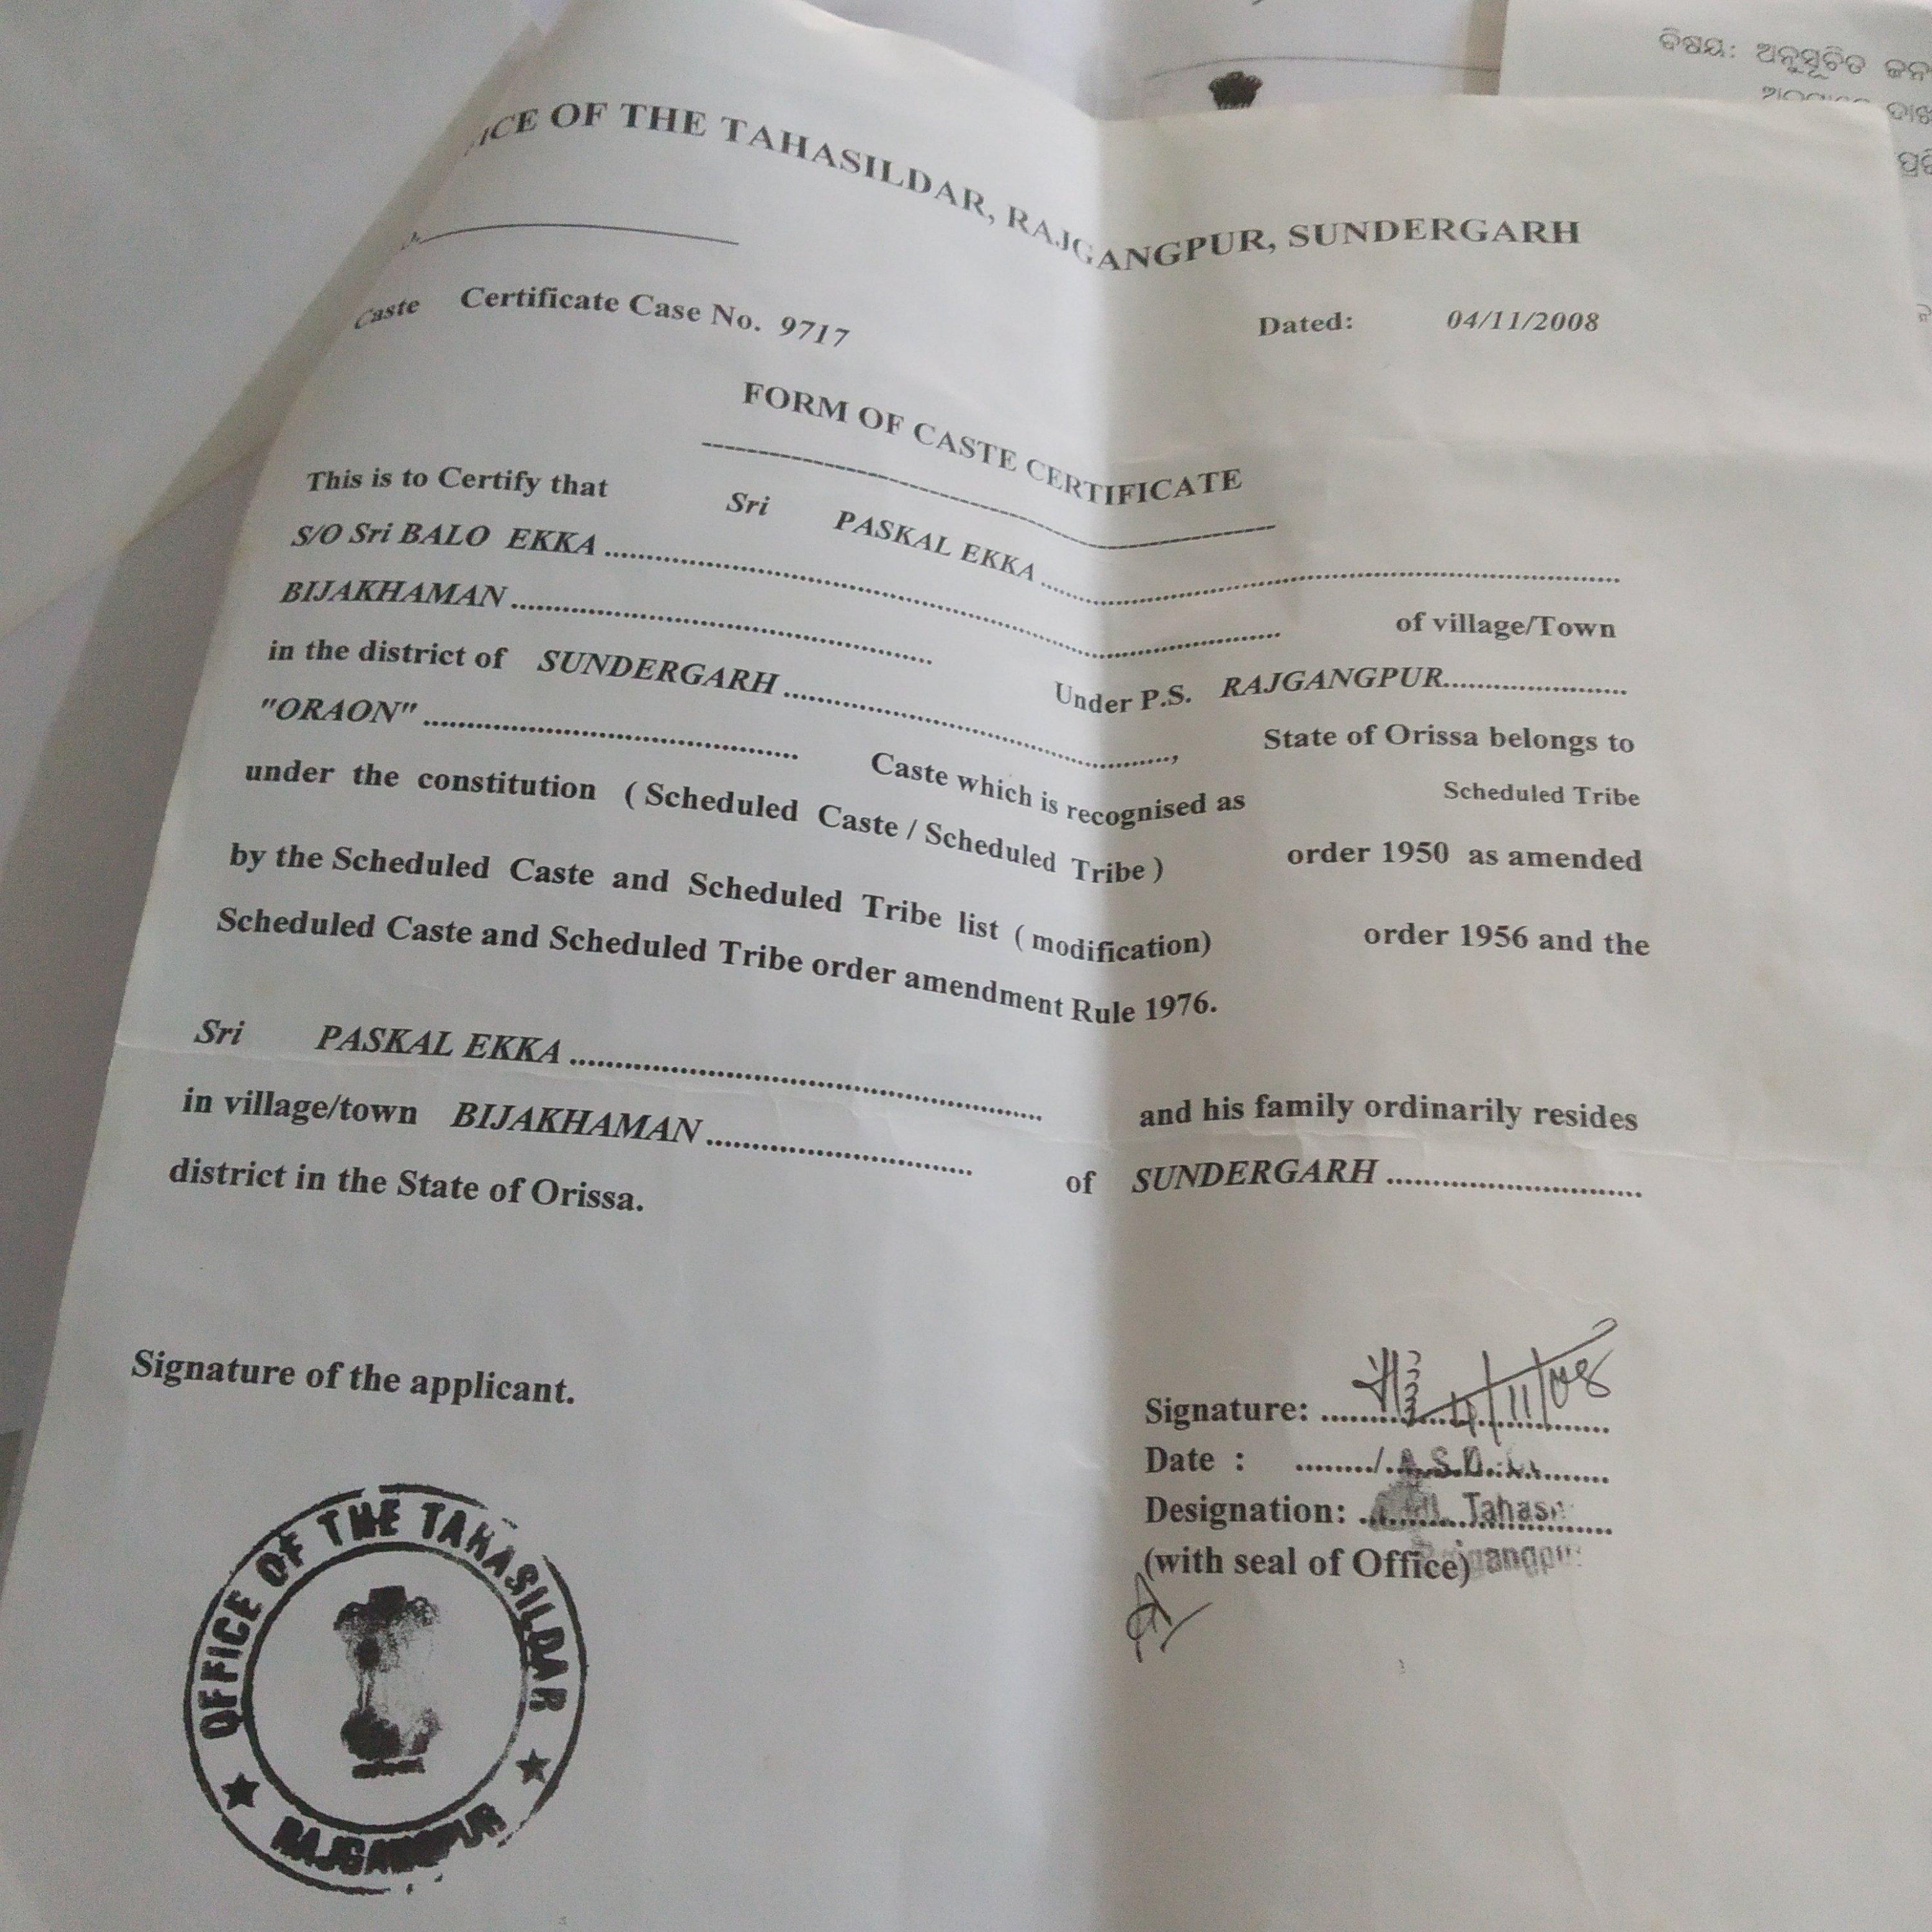 ବିଷୟ: ଅନୁସୂଚିତ
OF THE TAHASILDAR, RAJGANGPUR, SUNDERGARH
Caste Certificate Case No. 9717 Dated: 04/11/2008
FORM OF CASTE CERTIFICATE
This is to Certify that Sri PASKAL EKKA
S/O Sri BALO EKKA of village/Town
BIJAKHAMAN Under P.S. RAJGANGPUR
in the district of SUNDERGARH, State of Orissa belongs to
"ORAON" Caste which is recognised as Scheduled Tribe
under the constitution ( Scheduled Caste / Scheduled Tribe ) order 1950 as amended
by the Scheduled Caste and Scheduled Tribe list ( modification) order 1956 and the
Scheduled Caste and Scheduled Tribe order amendment Rule 1976.
Sri PASKAL EKKA and his family ordinarily resides
in village/town BIJAKHAMAN of SUNDERGARH
district in the State of Orissa.
Signature of the applicant.
Signature: 4/11/08
Date :
Designation:
(with seal of Office)
OFFICE OF THE TAHASILDAR
RAJGANGPUR